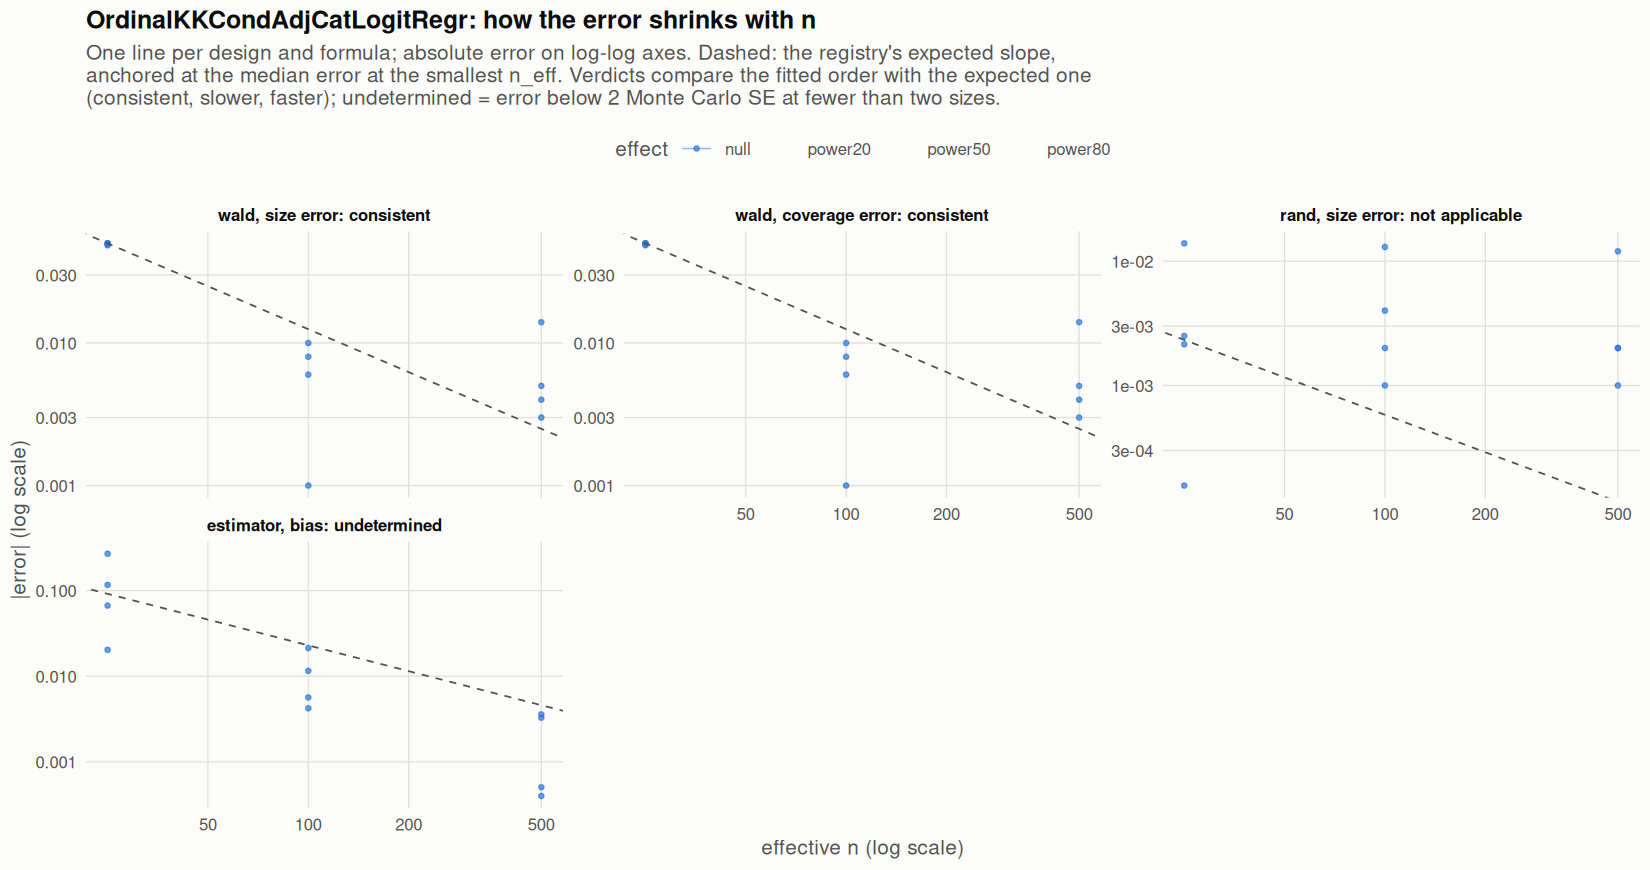 OrdinalKKCondAdjCatLogitRegr: how the error shrinks with n
One line per design and formula; absolute error on log-log axes. Dashed: the registry's expected slope,
anchored at the median error at the smallest n_eff. Verdicts compare the fitted order with the expected one
(consistent, slower, faster); undetermined = error below 2 Monte Carlo SE at fewer than two sizes.
effect null power20 power50 power80
wald, size error: consistent
0.030
0.010
0.003
0.001
wald, coverage error: consistent
0.030
0.010
0.003
0.001
50 100 200 500
rand, size error: not applicable
1e-02
3e-03
1e-03
3e-04
50 100 200 500
estimator, bias: undetermined
0.100
0.010
0.001
50 100 200 500
|error| (log scale)
effective n (log scale)